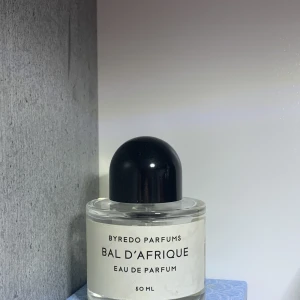 BYREDO PARFUMS
BAL D'AFRIQUE
EAU DE PARFUM
50 ML